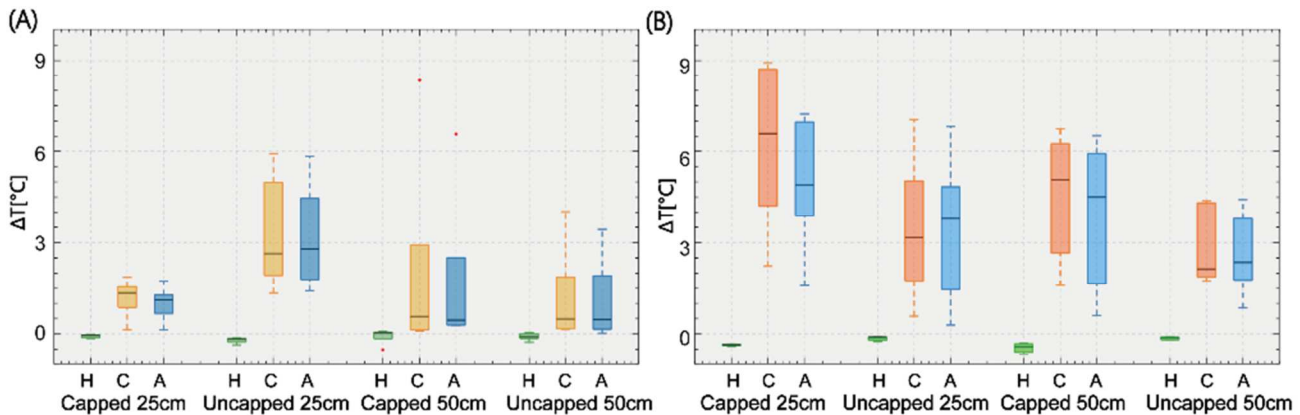 (A)
ΔT[°C]
9
6
3
0
H C A H C A H C A H C A
Capped 25cm Uncapped 25cm Capped 50cm Uncapped 50cm
(B)
ΔT[°C]
9
6
3
0
H C A H C A H C A H C A
Capped 25cm Uncapped 25cm Capped 50cm Uncapped 50cm